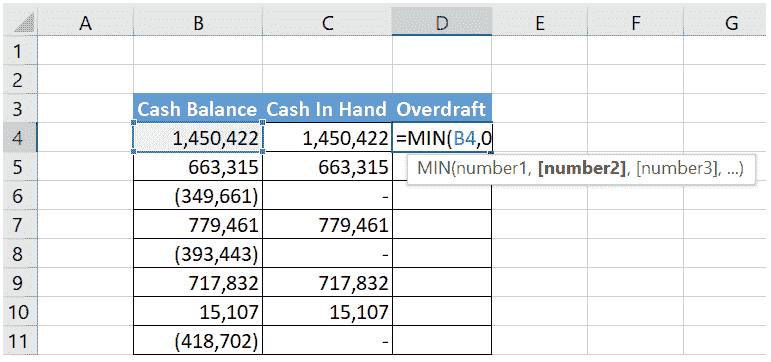 A B C D E F G
1
2
3 Cash Balance Cash In Hand Overdraft
4 1,450,422 1,450,422 =MIN(B4,0
5 663,315 663,315 MIN(number1, [number2], [number3], ...)
6 (349,661) -
7 779,461 779,461
8 (393,443) -
9 717,832 717,832
10 15,107 15,107
11 (418,702) -